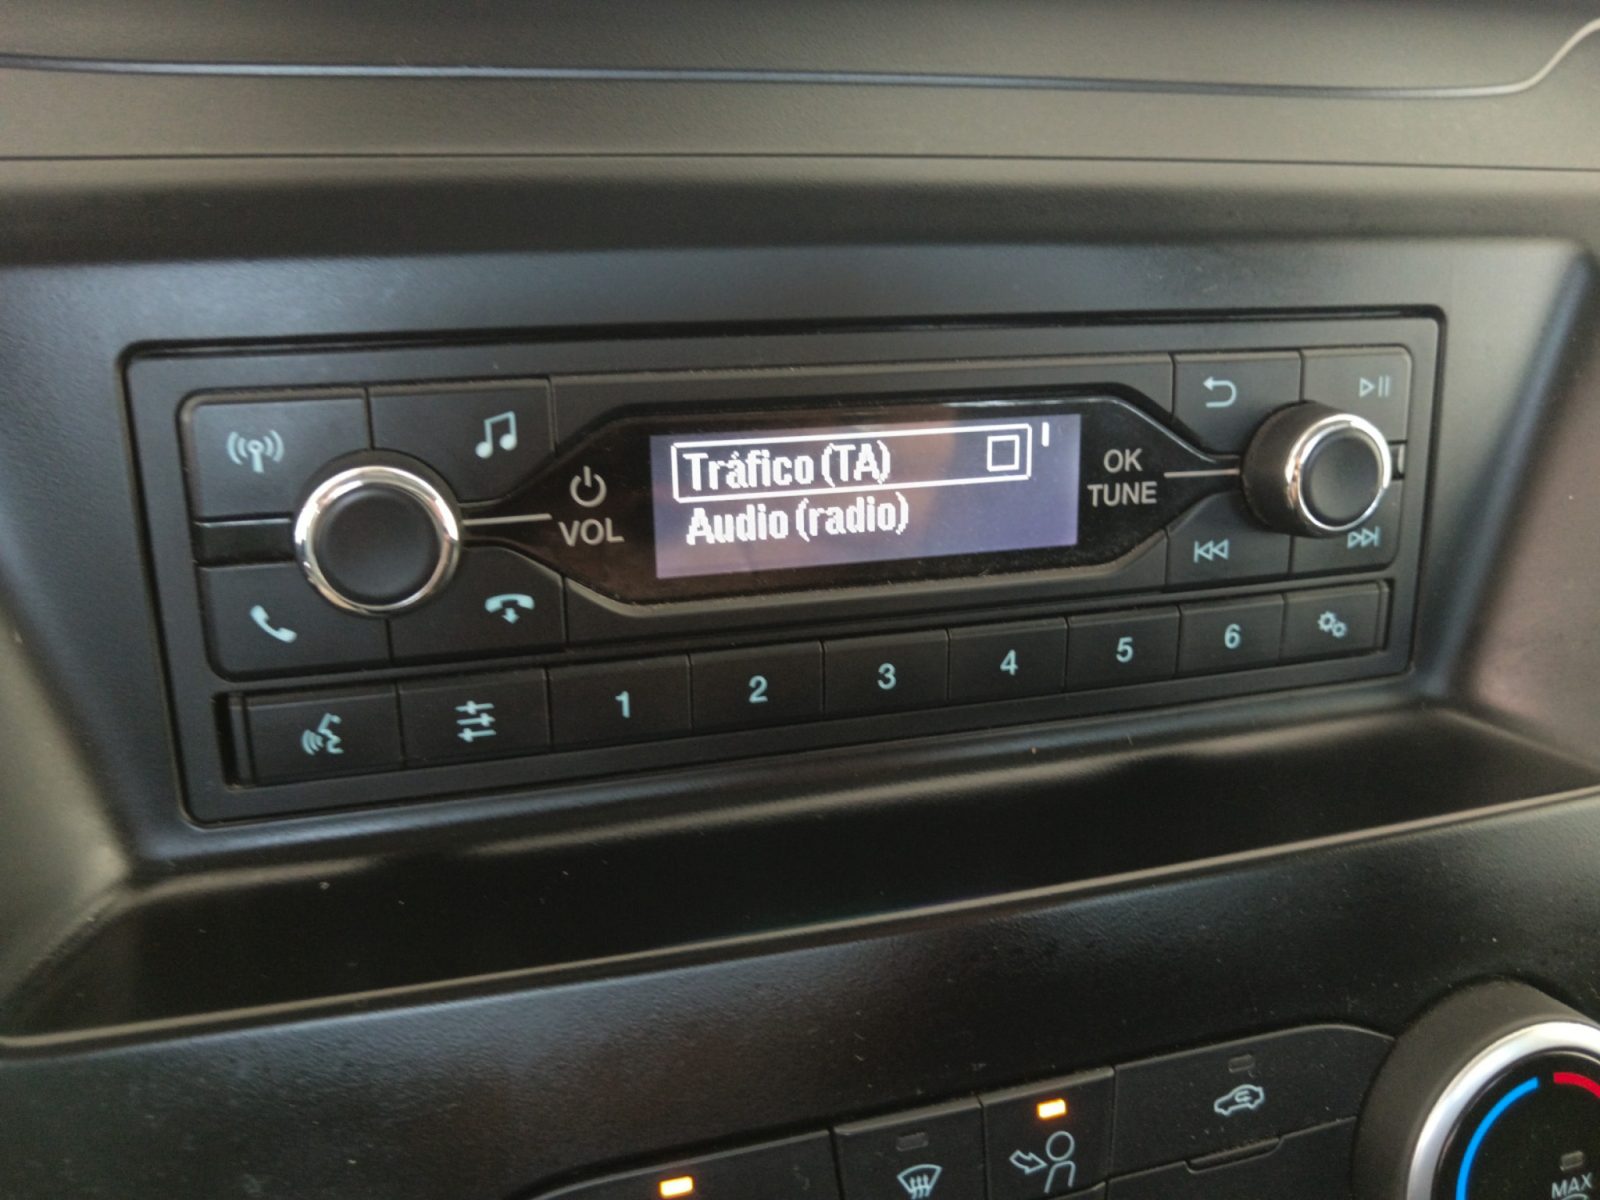 Tráfico (TA)
Audio (radio)
VOL
OK
TUNE
1
2
3
4
5
6
MAX